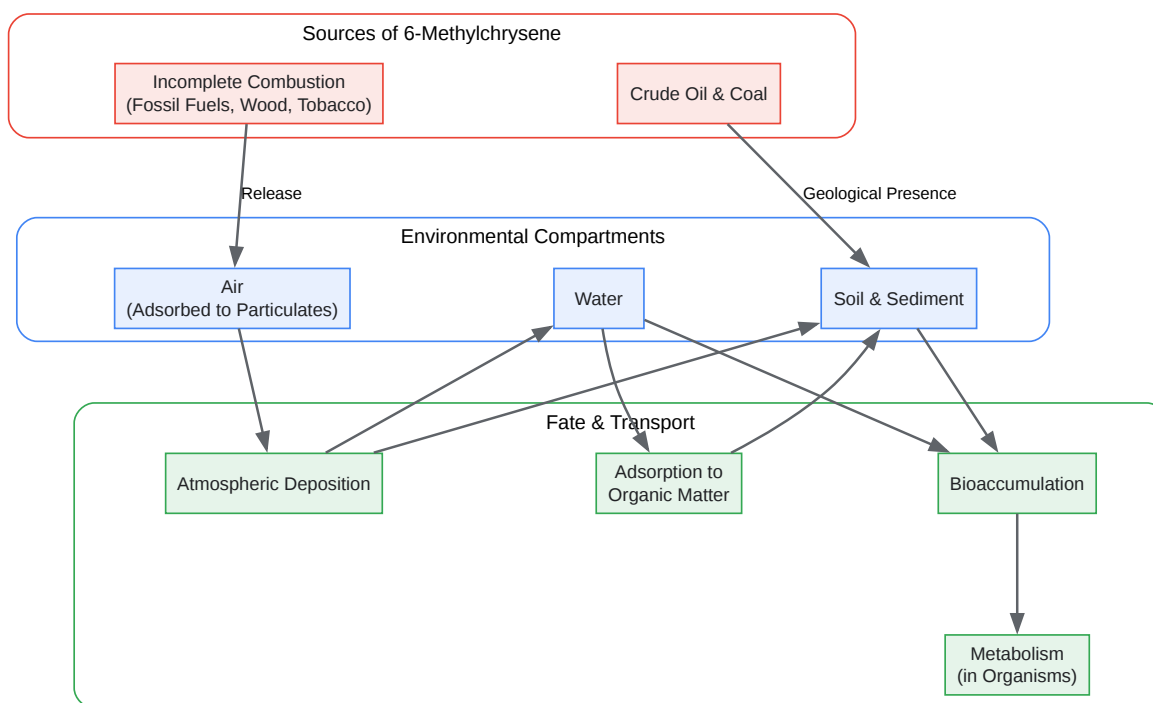 Sources of 6-Methylchrysene
Incomplete Combustion
(Fossil Fuels, Wood, Tobacco)
Crude Oil & Coal
Release
Geological Presence
Environmental Compartments
Air
(Adsorbed to Particulates)
Water
Soil & Sediment
Fate & Transport
Atmospheric Deposition
Adsorption to
Organic Matter
Bioaccumulation
Metabolism
(in Organisms)